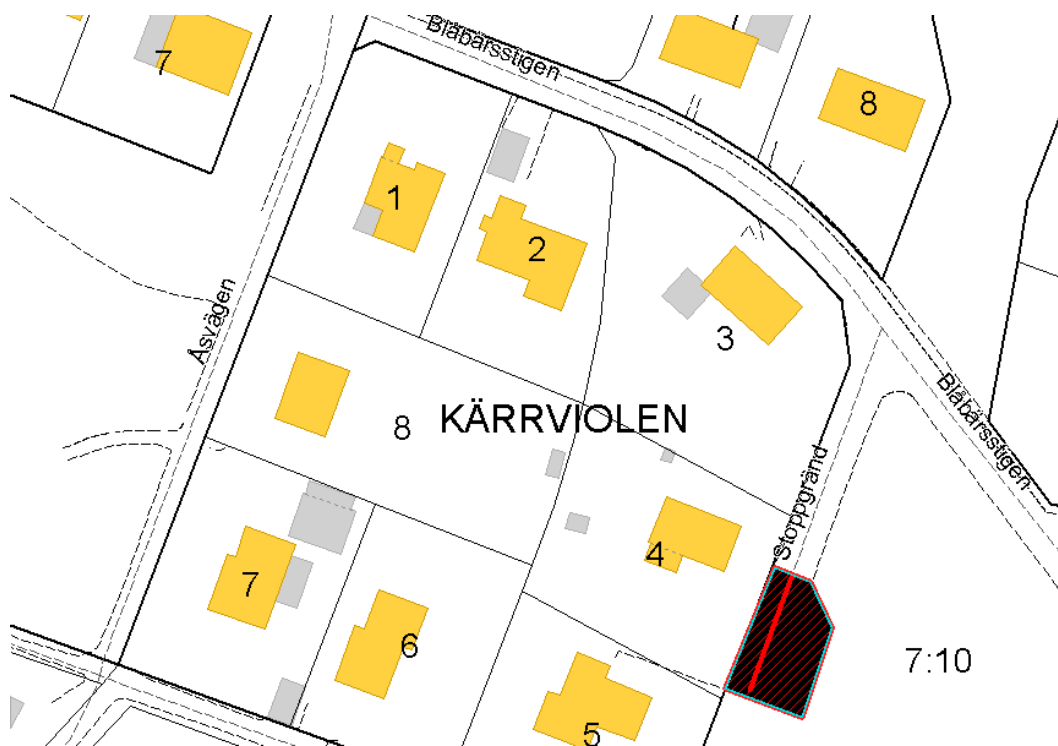 Blåbärsstigen
7
8
1
2
Åsvägen
3
Blåbärsstigen
8
KÄRRVIOLEN
Stoppgränd
4
7
6
7:10
5